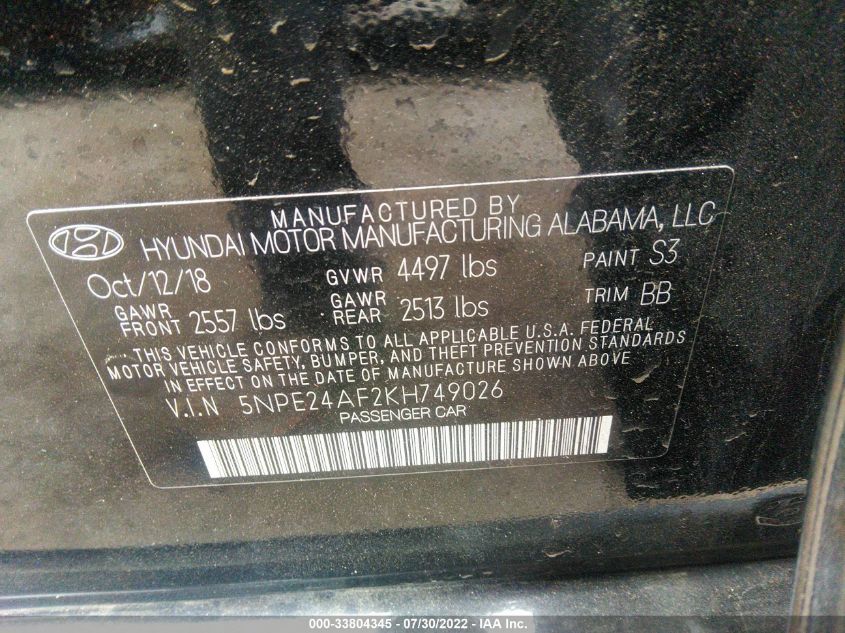 MANUFACTURED BY
HYUNDAI MOTOR MANUFACTURING ALABAMA, LLC
Oct/12/18 GVWR 4497 lbs PAINT S3
GAWR FRONT 2557 lbs GAWR REAR 2513 lbs TRIM BB
THIS VEHICLE CONFORMS TO ALL APPLICABLE U.S.A. FEDERAL
MOTOR VEHICLE SAFETY, BUMPER, AND THEFT PREVENTION STANDARDS
IN EFFECT ON THE DATE OF MANUFACTURE SHOWN ABOVE
V.I.N 5NPE24AF2KH749026
PASSENGER CAR
000-33804345 - 07/30/2022 - IAA Inc.